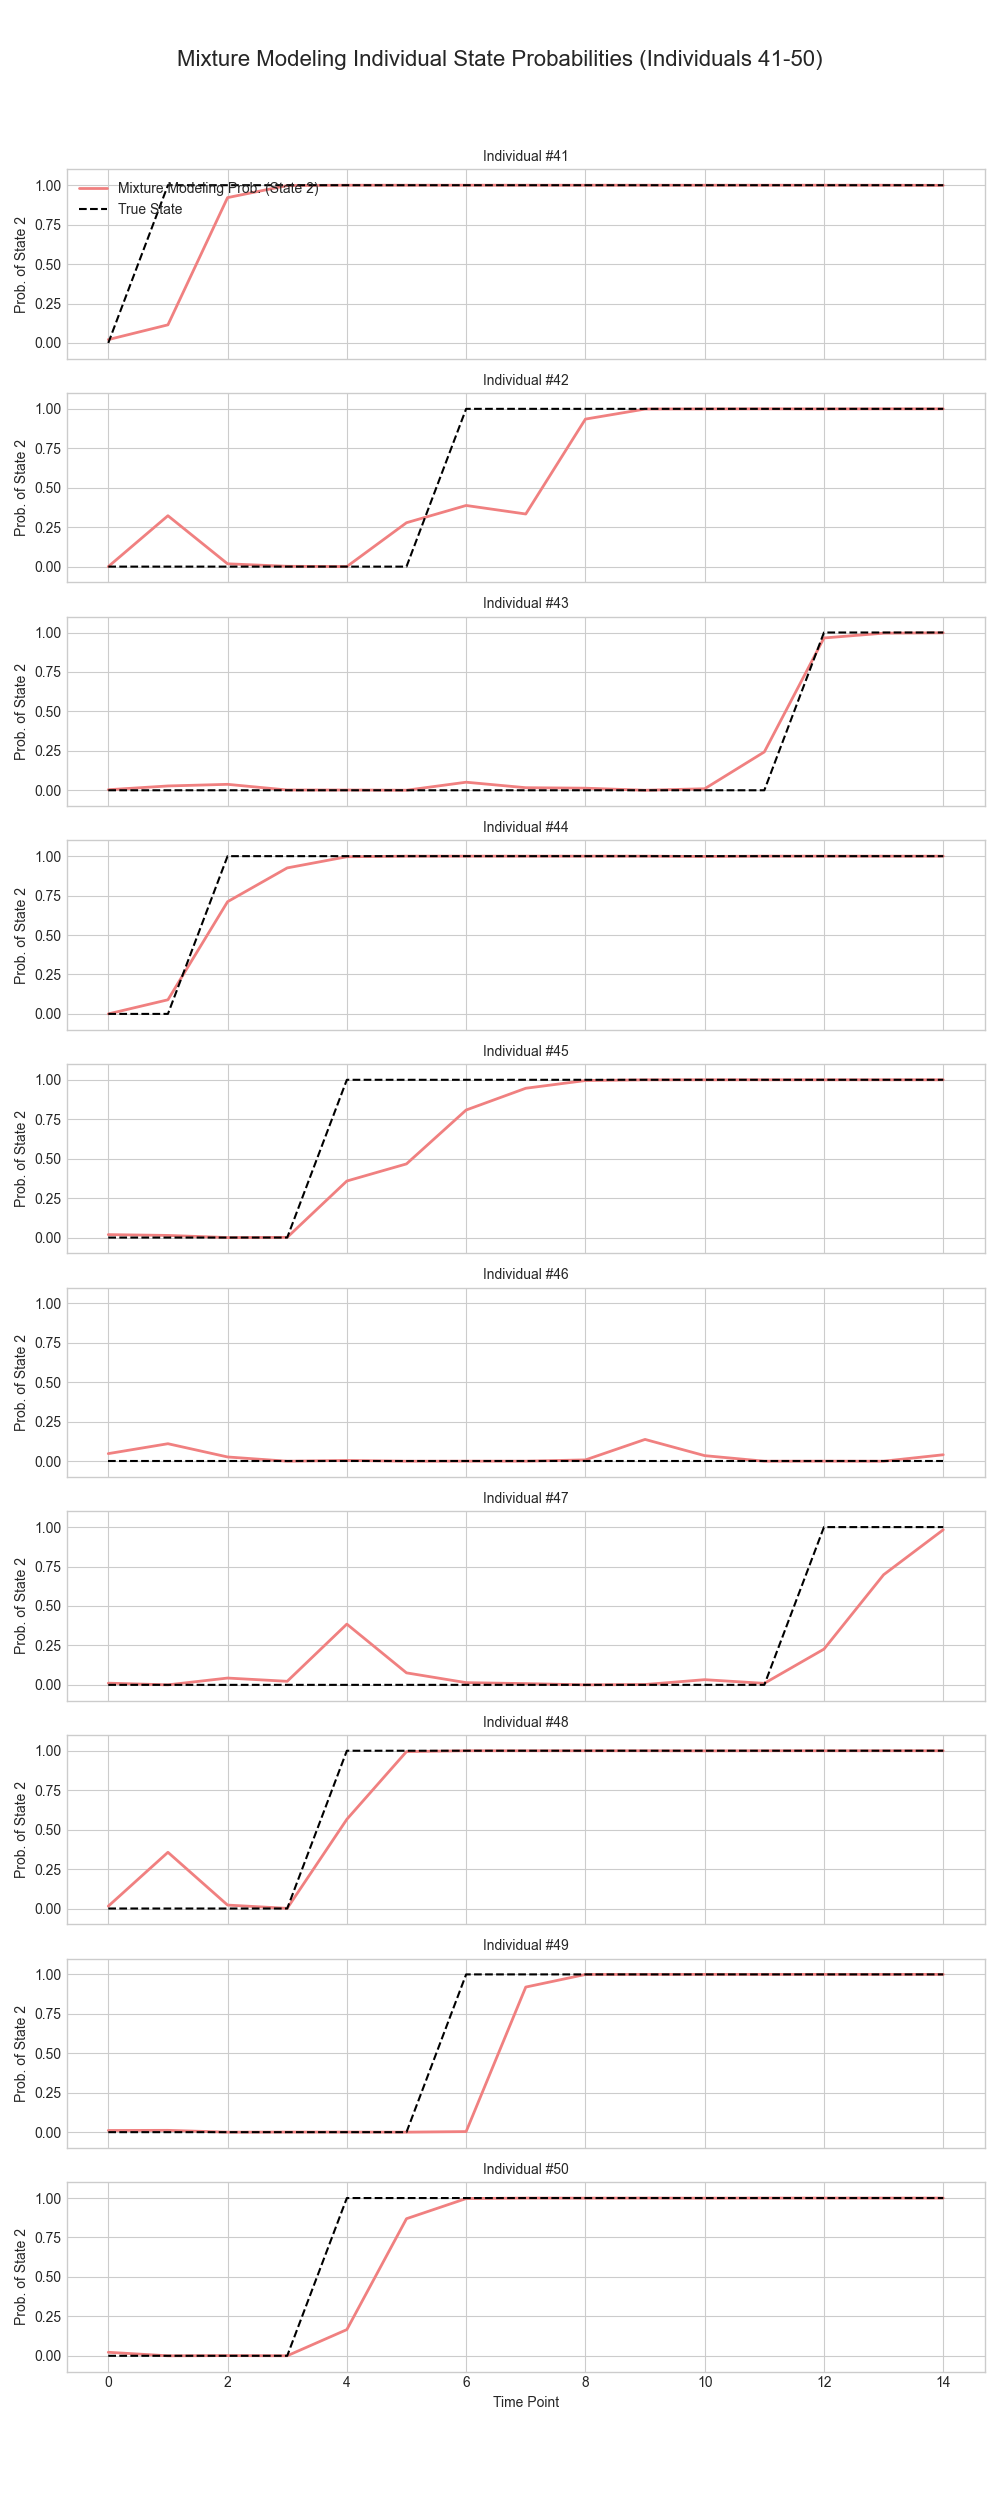 Mixture Modeling Individual State Probabilities (Individuals 41-50)
Individual #41
Mixture Modeling Prob. (State 2)
True State
1.00
0.75
0.50
0.25
0.00
Prob. of State 2
Individual #42
1.00
0.75
0.50
0.25
0.00
Prob. of State 2
Individual #43
1.00
0.75
0.50
0.25
0.00
Prob. of State 2
Individual #44
1.00
0.75
0.50
0.25
0.00
Prob. of State 2
Individual #45
1.00
0.75
0.50
0.25
0.00
Prob. of State 2
Individual #46
1.00
0.75
0.50
0.25
0.00
Prob. of State 2
Individual #47
1.00
0.75
0.50
0.25
0.00
Prob. of State 2
Individual #48
1.00
0.75
0.50
0.25
0.00
Prob. of State 2
Individual #49
1.00
0.75
0.50
0.25
0.00
Prob. of State 2
Individual #50
1.00
0.75
0.50
0.25
0.00
Prob. of State 2
0 2 4 6 8 10 12 14
Time Point